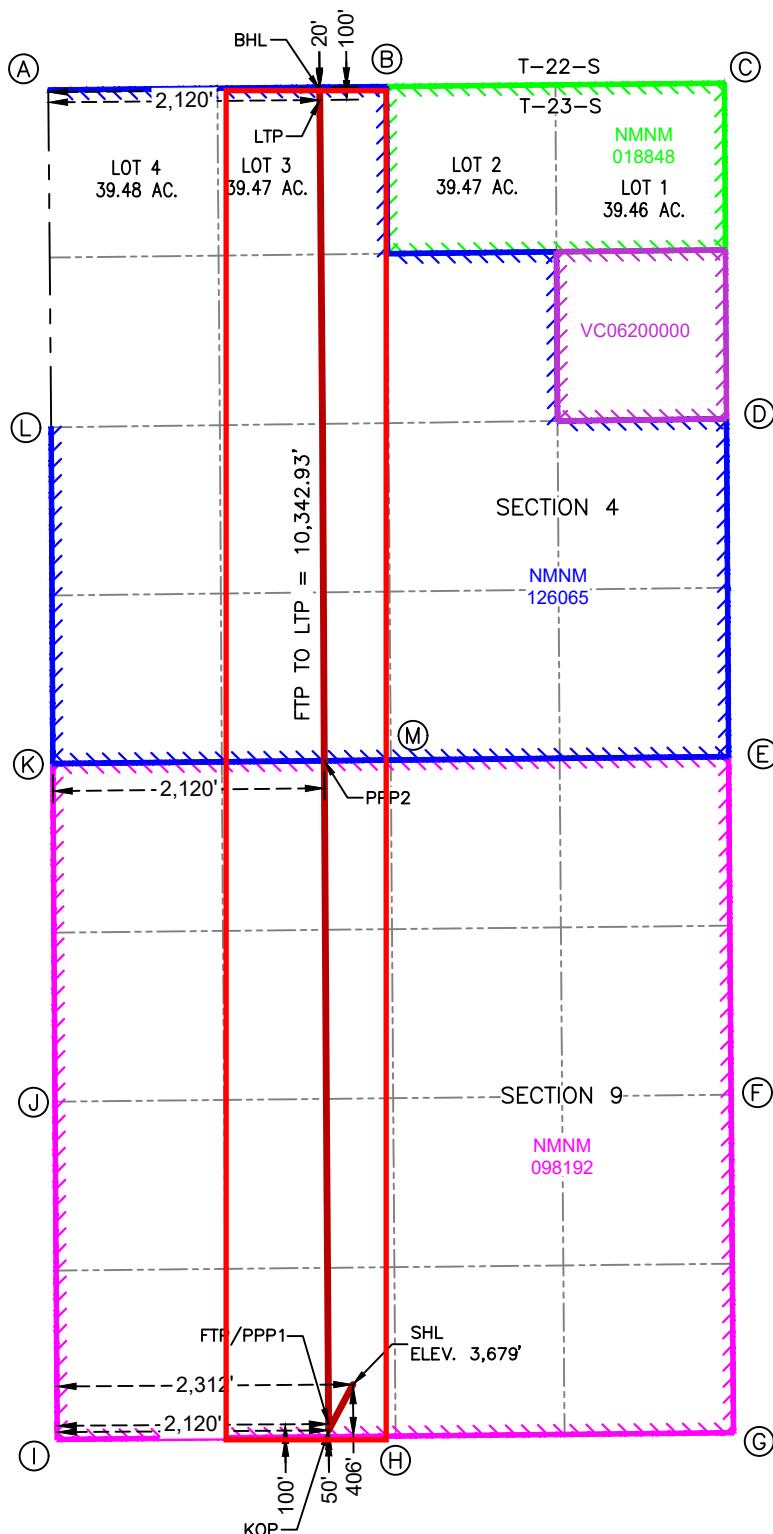 BHL
20'
100'
A
B
C
T-22-S
2,120'
T-23-S
LTP
NMNM
018848
LOT 4
39.48 AC.
LOT 3
39.47 AC.
LOT 2
39.47 AC.
LOT 1
39.46 AC.
VC06200000
L
D
FTP TO LTP = 10,342.93'
SECTION 4
NMNM
126065
M
K
E
2,120'
PPP2
J
SECTION 9
F
NMNM
098192
FTP/PPP1
SHL
ELEV. 3,679'
2,312'
2,120'
I
H
G
100'
50'
406'
KOP